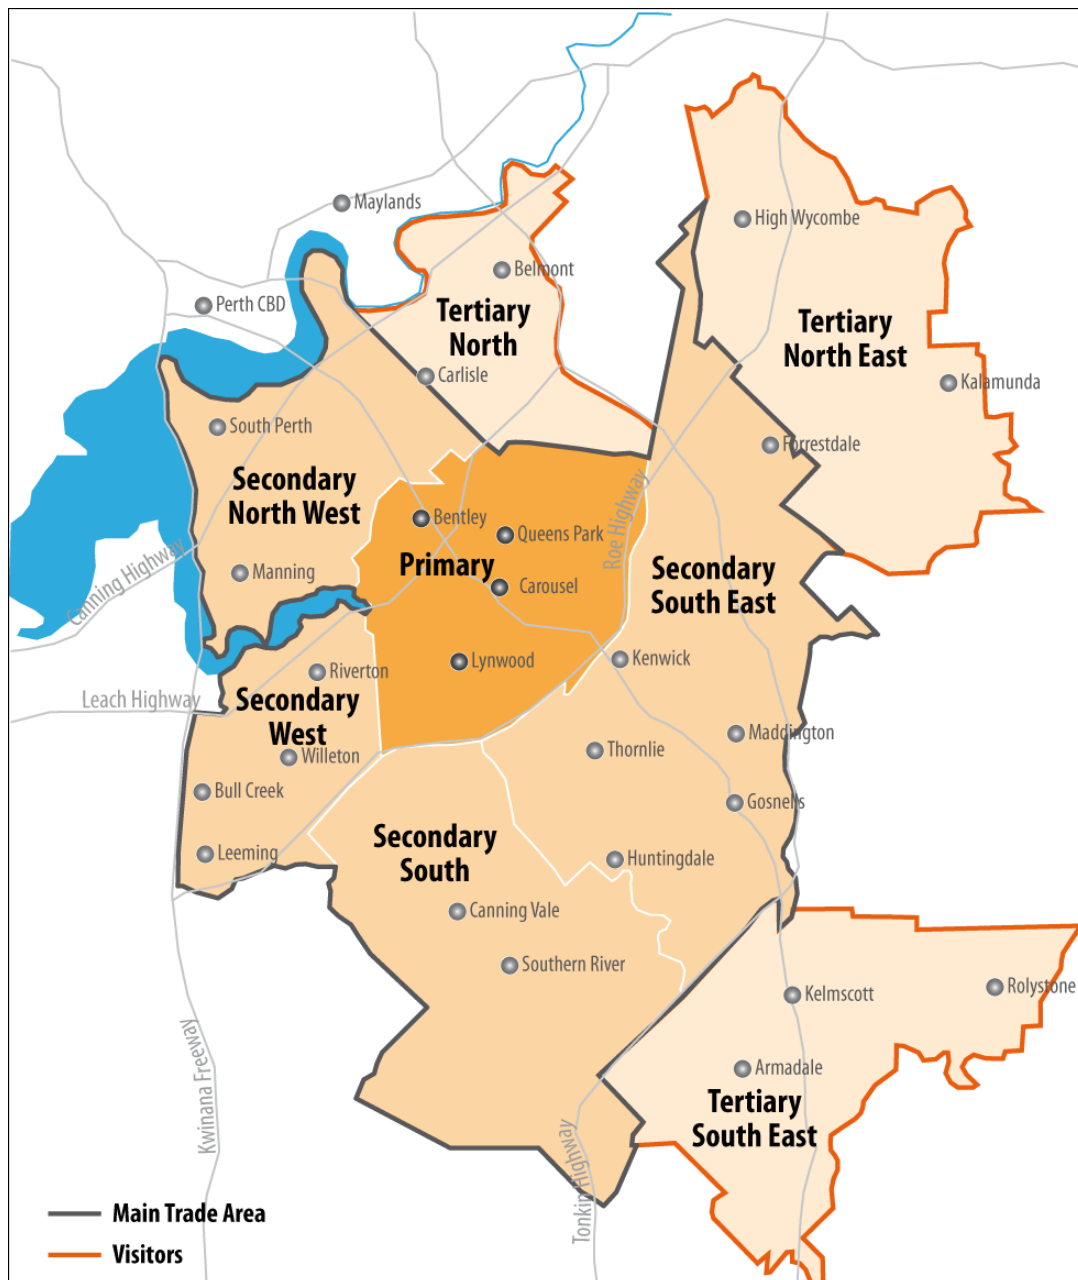 Maylands
High Wycombe
Belmont
Perth CBD
Tertiary
North
Tertiary
North East
Carlisle
Kalamunda
South Perth
Forrestdale
Secondary
North West
Roe Highway
Bentley
Queens Park
Primary
Carousel
Secondary
South East
Canning Highway
Manning
Lynwood
Kenwick
Riverton
Leach Highway
Secondary
West
Willeton
Thornlie
Maddington
Bull Creek
Gosnells
Secondary
South
Leeming
Huntingdale
Canning Vale
Southern River
Kelmscott
Rolystone
Kwinana Freeway
Armadale
Tertiary
South East
Tonkin Highway
Main Trade Area
Visitors